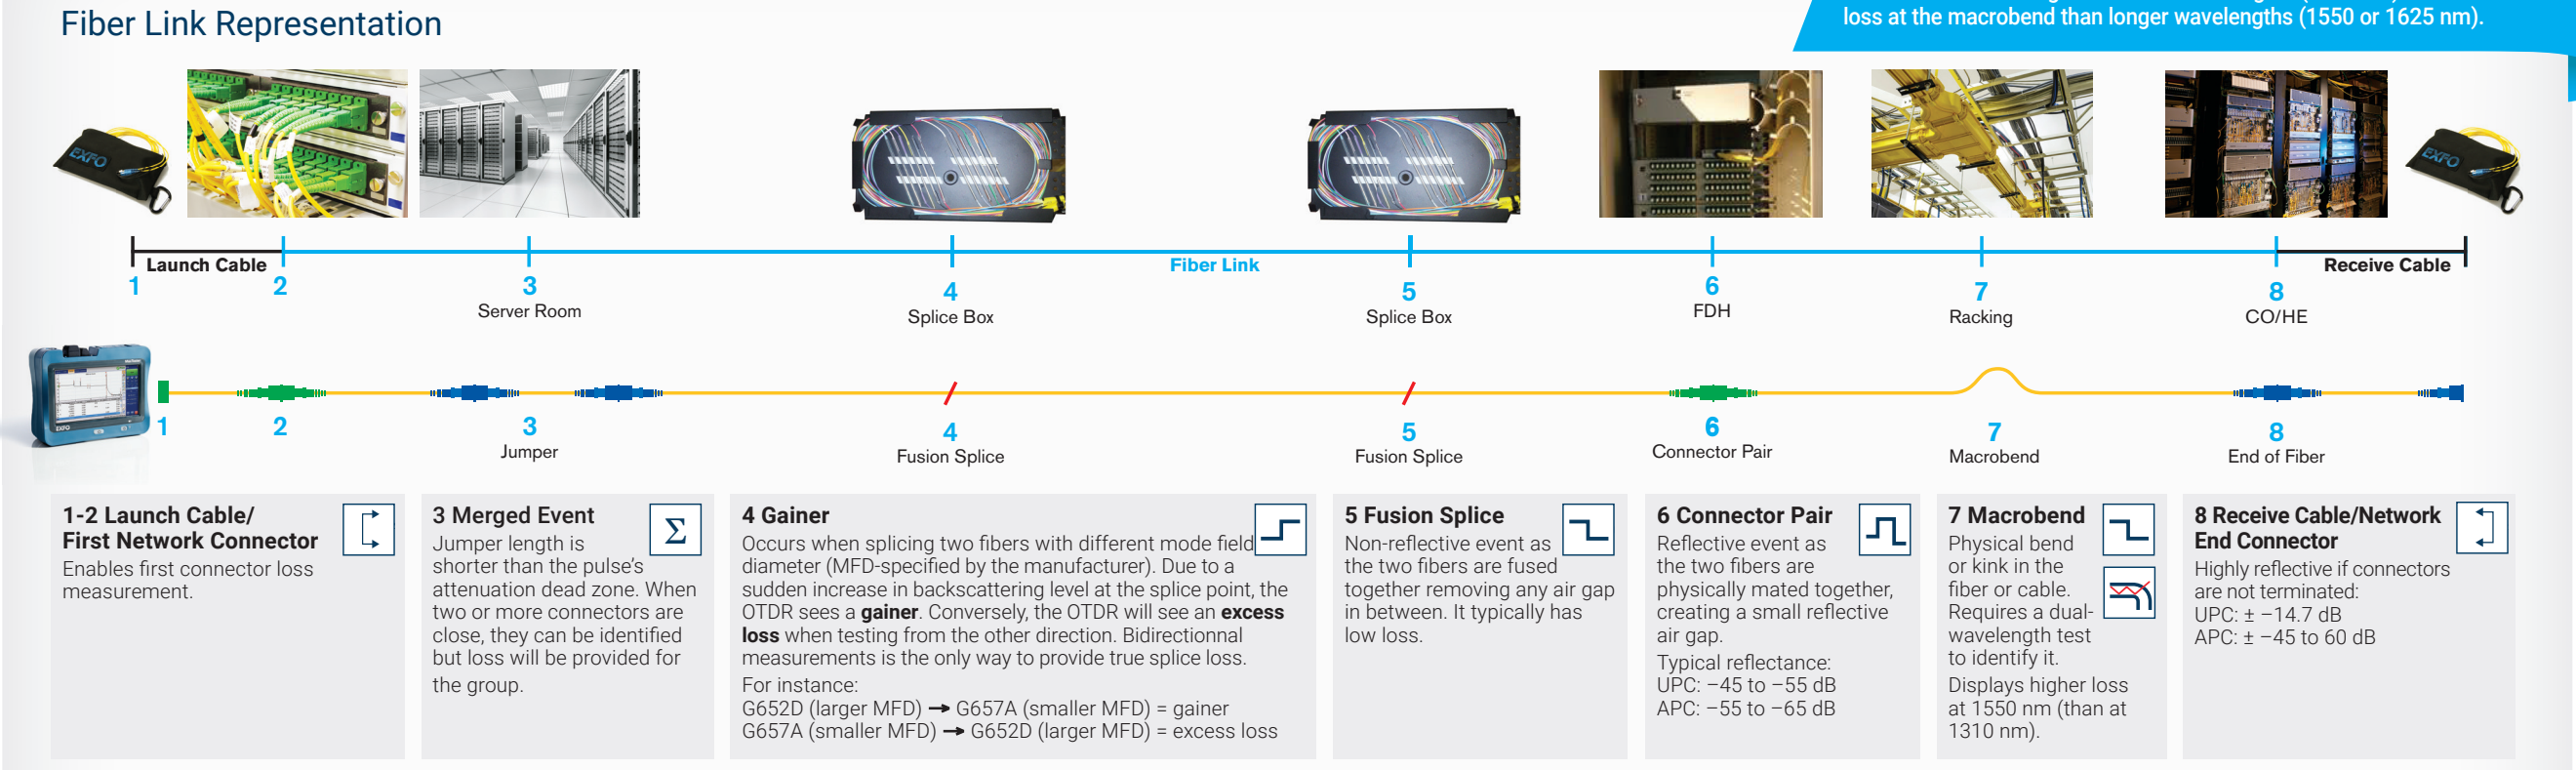 Fiber Link Representation
loss at the macrobend than longer wavelengths (1550 or 1625 nm).
EXFO
EXFO
Launch Cable
Fiber Link
Receive Cable
1
2
3
4
5
6
7
8
Server Room
Splice Box
Splice Box
FDH
Racking
CO/HE
EXFO
1
2
3
4
5
6
7
8
Jumper
Fusion Splice
Fusion Splice
Connector Pair
Macrobend
End of Fiber
1-2 Launch Cable/
First Network Connector
Enables first connector loss
measurement.
3 Merged Event
Σ
Jumper length is
shorter than the pulse's
attenuation dead zone. When
two or more connectors are
close, they can be identified
but loss will be provided for
the group.
4 Gainer
Occurs when splicing two fibers with different mode field
diameter (MFD-specified by the manufacturer). Due to a
sudden increase in backscattering level at the splice point, the
OTDR sees a gainer. Conversely, the OTDR will see an excess
loss when testing from the other direction. Bidirectionnal
measurements is the only way to provide true splice loss.
For instance:
G652D (larger MFD) → G657A (smaller MFD) = gainer
G657A (smaller MFD) → G652D (larger MFD) = excess loss
5 Fusion Splice
Non-reflective event as
the two fibers are fused
together removing any air gap
in between. It typically has
low loss.
6 Connector Pair
Reflective event as
the two fibers are
physically mated together,
creating a small reflective
air gap.
Typical reflectance:
UPC: −45 to −55 dB
APC: −55 to −65 dB
7 Macrobend
Physical bend
or kink in the
fiber or cable.
Requires a dual-
wavelength test
to identify it.
Displays higher loss
at 1550 nm (than at
1310 nm).
8 Receive Cable/Network
End Connector
Highly reflective if connectors
are not terminated:
UPC: ± −14.7 dB
APC: ± −45 to 60 dB